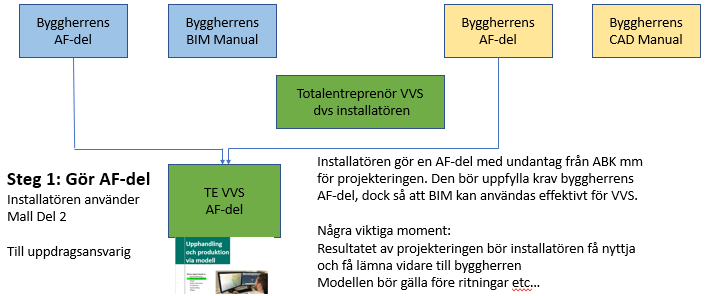 Byggherrens
AF-del
Byggherrens
BIM Manual
Byggherrens
AF-del
Byggherrens
CAD Manual
Totalentreprenör VVS
dvs installatören
Steg 1: Gör AF-del
Installatören använder
Mall Del 2
Till uppdragsansvarig
TE VVS
AF-del
Upphandling
och produktion
via modell
Installatören gör en AF-del med undantag från ABK mm
för projekteringen. Den bör uppfylla krav byggherrens
AF-del, dock så att BIM kan användas effektivt för VVS.
Några viktiga moment:
Resultatet av projekteringen bör installatören få nyttja
och få lämna vidare till byggherren
Modellen bör gälla före ritningar etc...